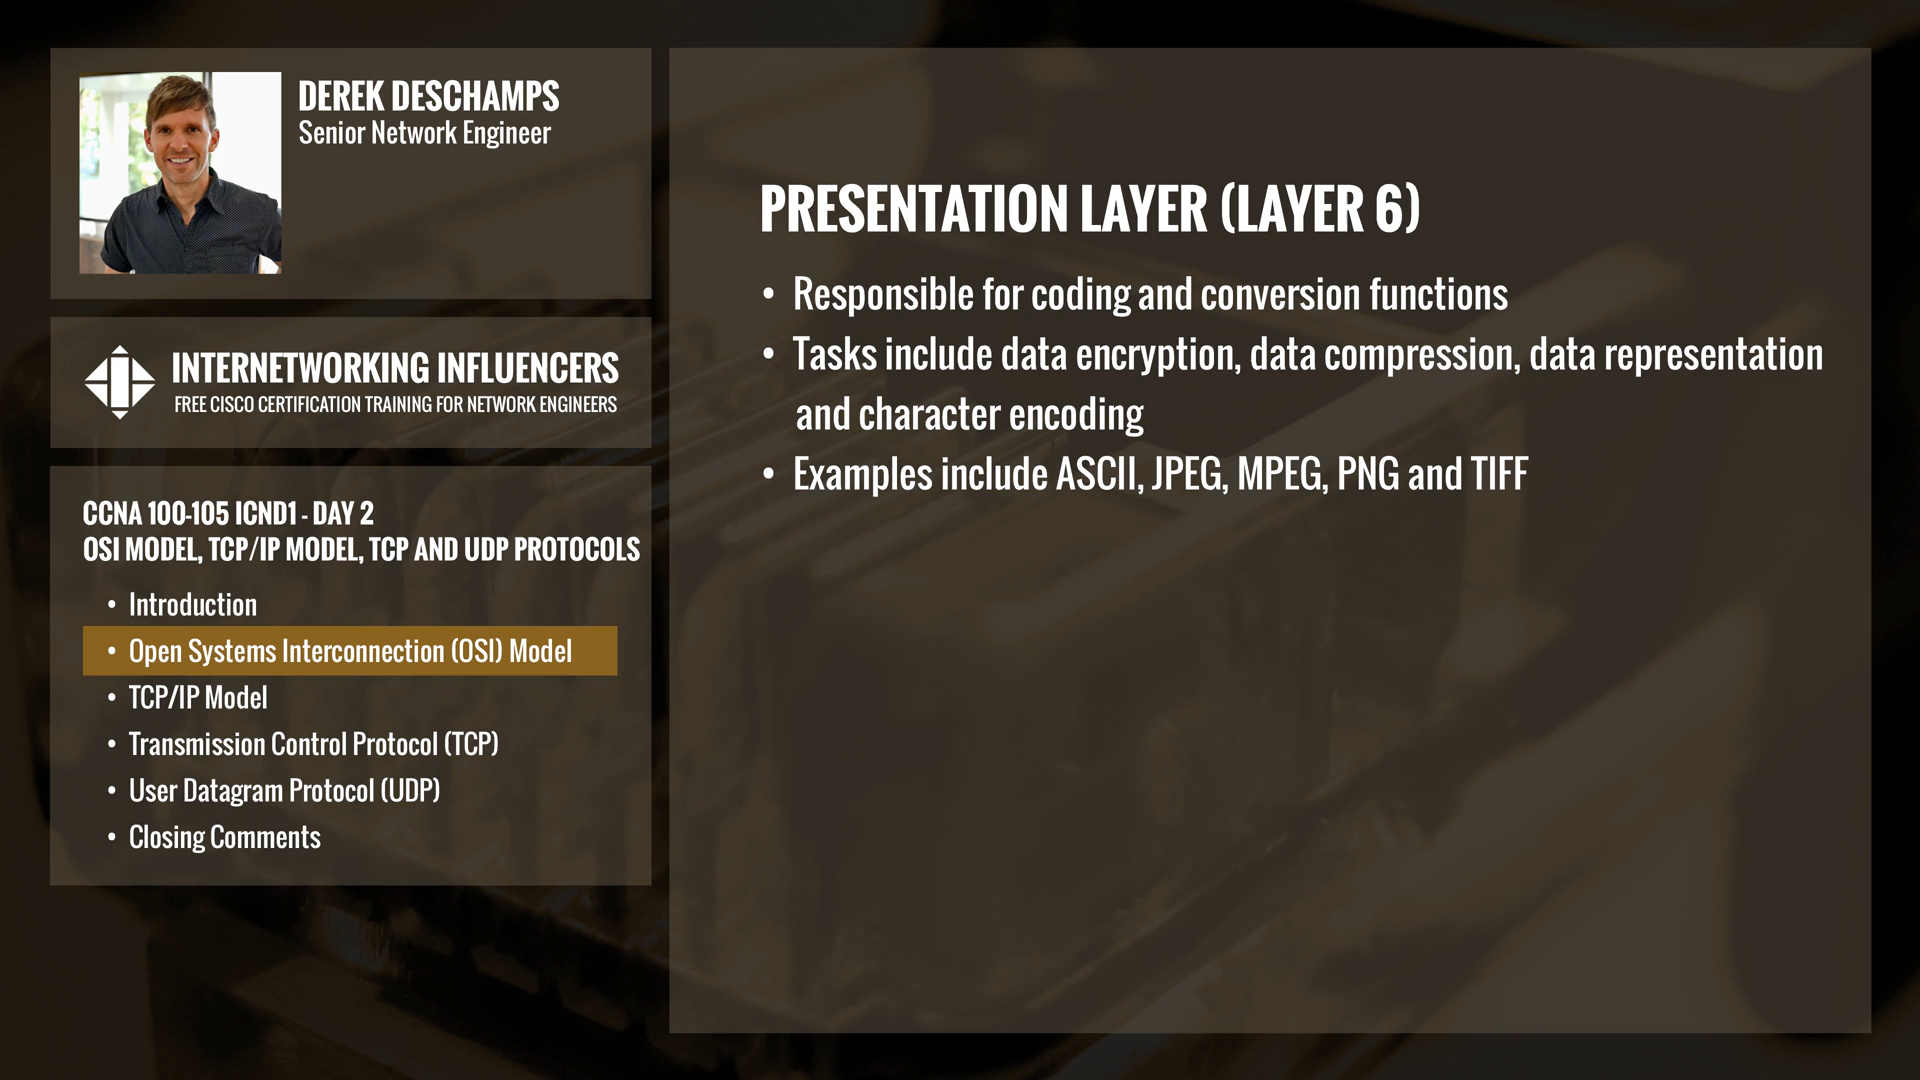 DEREK DESCHAMPS
Senior Network Engineer
INTERNETWORKING INFLUENCERS
FREE CISCO CERTIFICATION TRAINING FOR NETWORK ENGINEERS
CCNA 100-105 ICND1 - DAY 2
OSI MODEL, TCP/IP MODEL, TCP AND UDP PROTOCOLS
• Introduction
• Open Systems Interconnection (OSI) Model
• TCP/IP Model
• Transmission Control Protocol (TCP)
• User Datagram Protocol (UDP)
• Closing Comments
PRESENTATION LAYER (LAYER 6)
• Responsible for coding and conversion functions
• Tasks include data encryption, data compression, data representation
and character encoding
• Examples include ASCII, JPEG, MPEG, PNG and TIFF